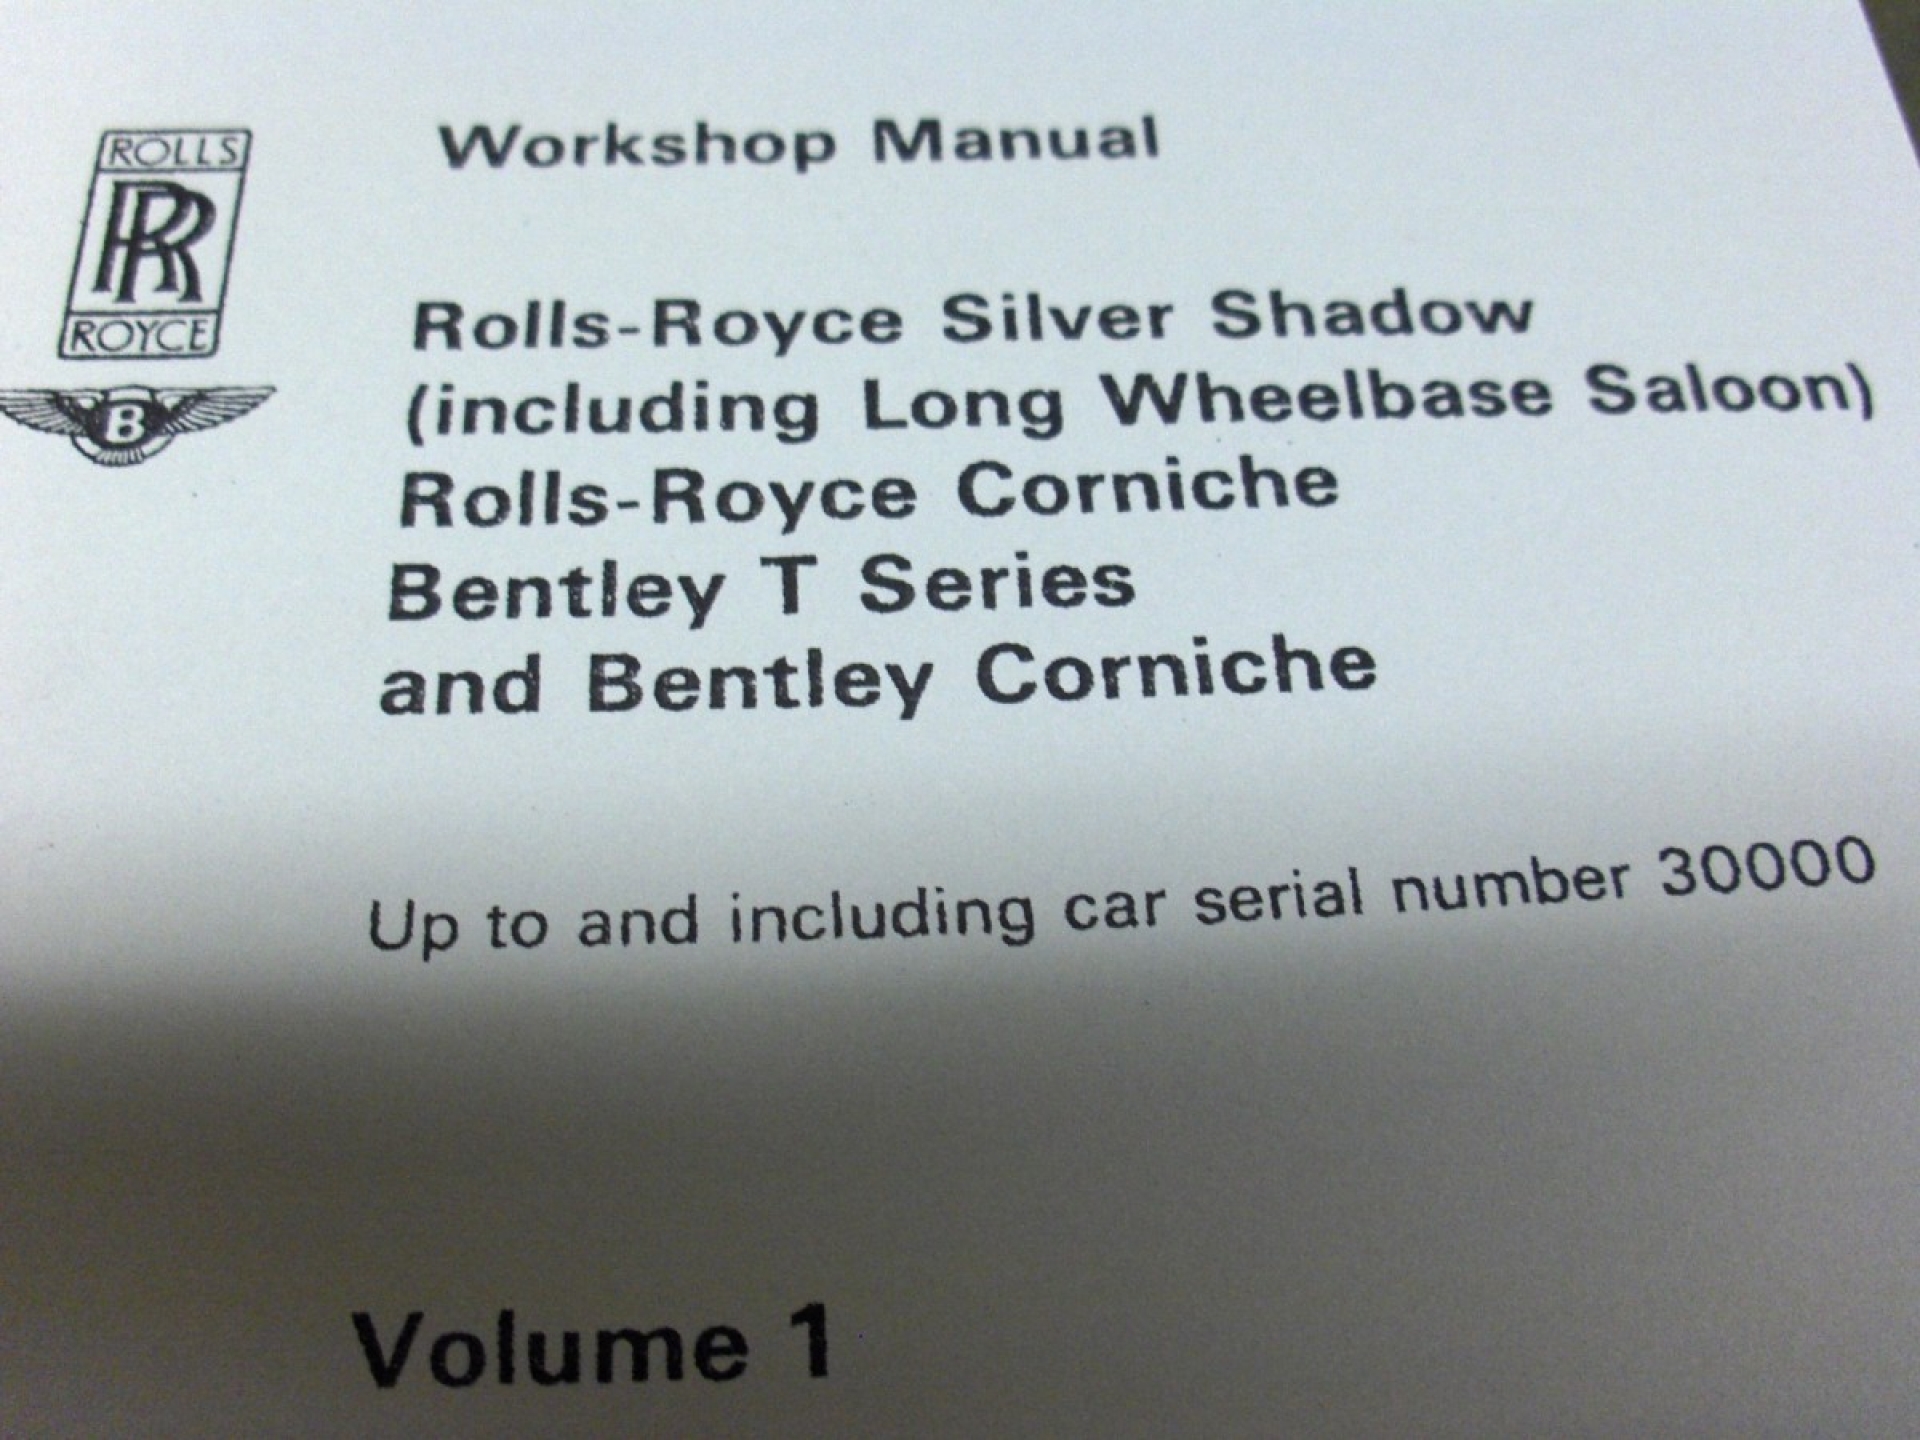 Workshop Manual
ROLLS
RR
ROYCE
B
Rolls-Royce Silver Shadow
(including Long Wheelbase Saloon)
Rolls-Royce Corniche
Bentley T Series
and Bentley Corniche
Up to and including car serial number 30000
Volume 1